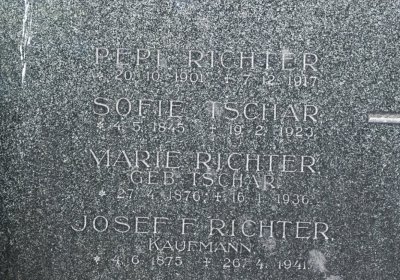 PEPI RICHTER
* 20.10.1901. + 7.12.1917.
SOFIE TSCHAR.
* 4.5.1845 + 19.2.1923.
MARIE RICHTER.
GEB. TSCHAR.
* 27.4.1876. + 16.1.1936.
JOSEF F. RICHTER.
KAUFMANN.
* 4.6.1875 + 26.4.1941.